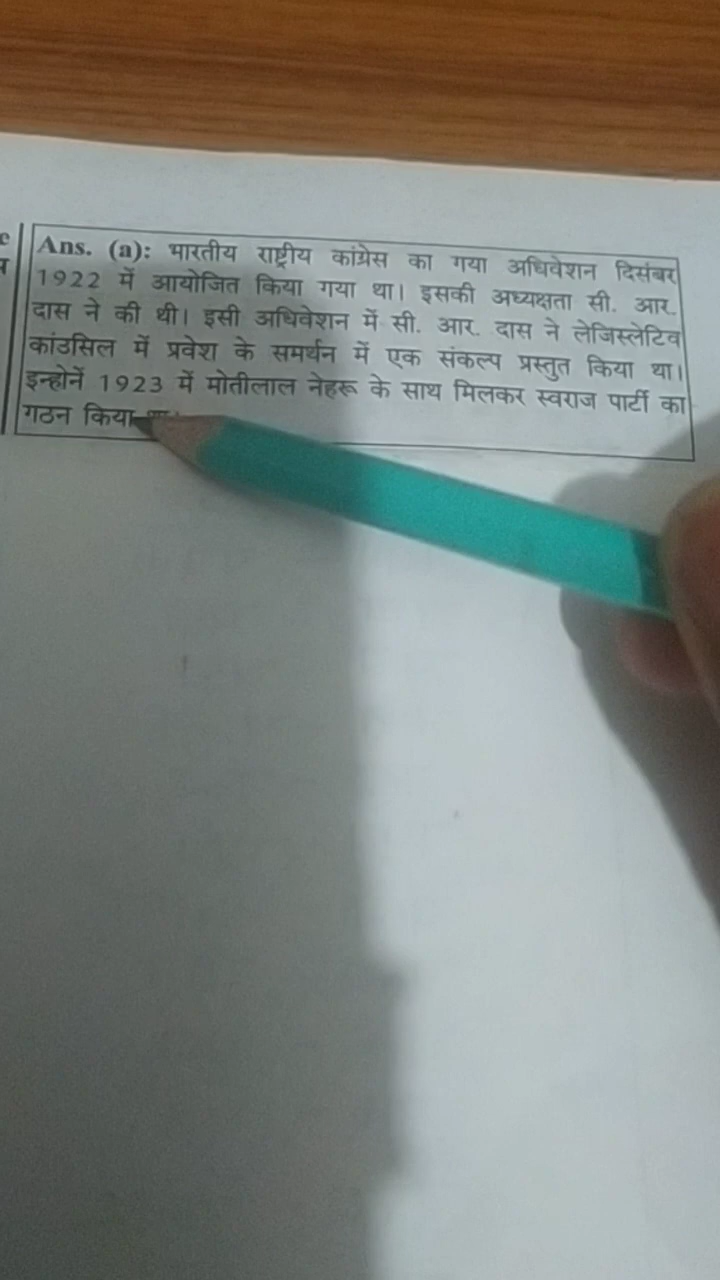 Ans. (a): भारतीय राष्ट्रीय कांग्रेस का गया अधिवेशन दिसंबर
1922 में आयोजित किया गया था। इसकी अध्यक्षता सी. आर.
दास ने की थी। इसी अधिवेशन में सी. आर. दास ने लेजिस्लेटिव
कांउसिल में प्रवेश के समर्थन में एक संकल्प प्रस्तुत किया था।
इन्होनें 1923 में मोतीलाल नेहरू के साथ मिलकर स्वराज पार्टी का
गठन किया